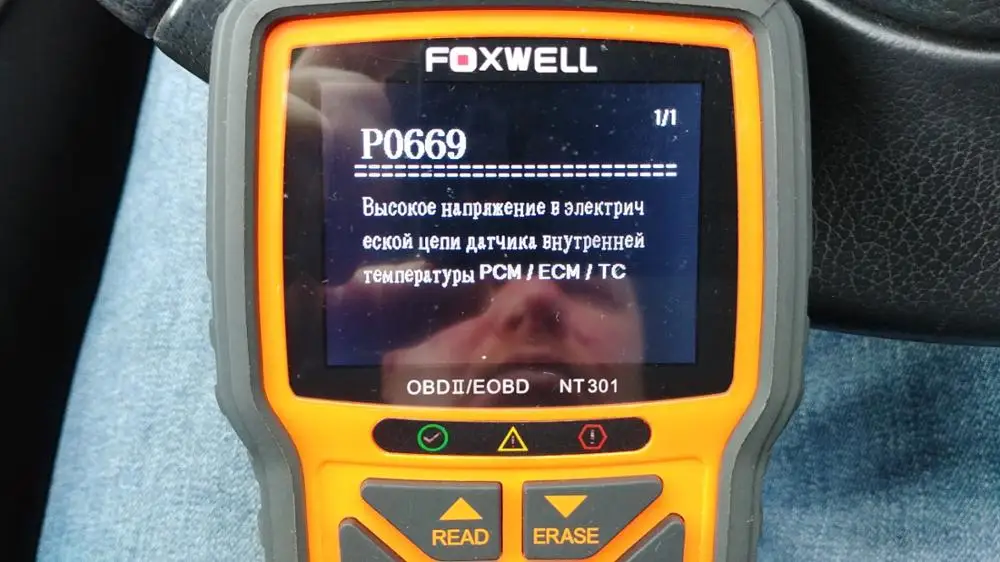 FOXWELL
1/1
P0669
Высокое напряжение в электрич
еской цепи датчика внутренней
температуры PCM / ECM / TC
OBDII/EOBD NT301
READ ERASE